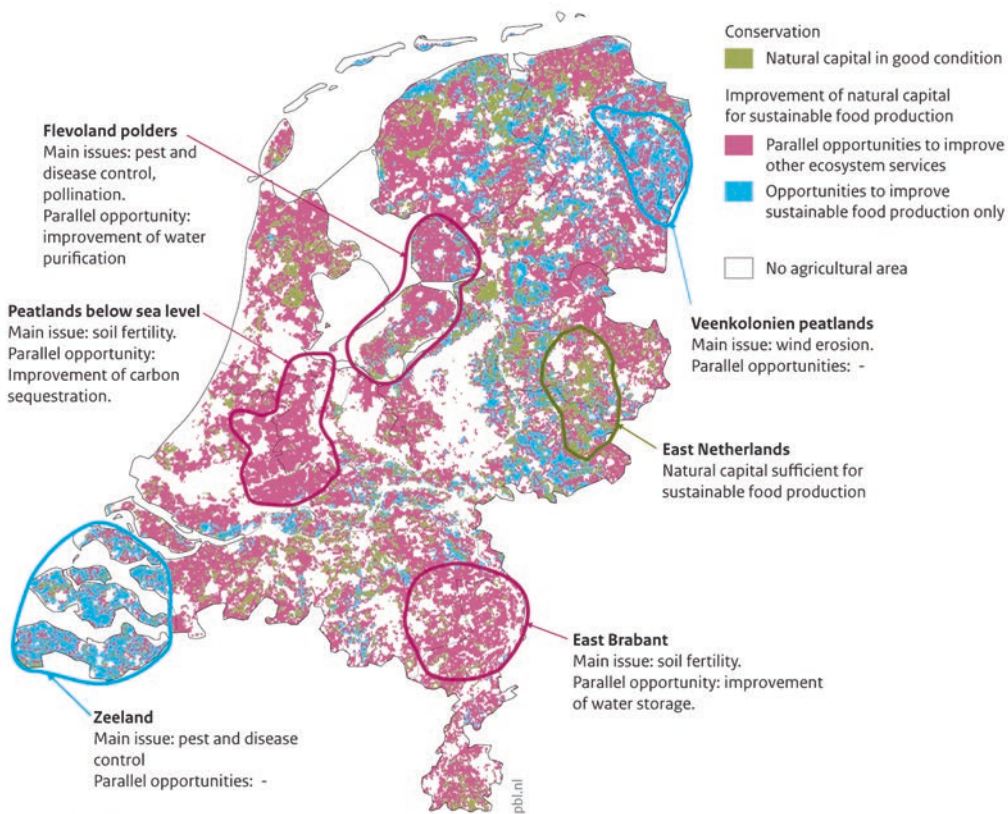 Conservation
Natural capital in good condition
Improvement of natural capital
for sustainable food production
Parallel opportunities to improve
other ecosystem services
Opportunities to improve
sustainable food production only
No agricultural area
Flevoland polders
Main issues: pest and
disease control,
pollination.
Parallel opportunity:
improvement of water
purification
Peatlands below sea level
Main issue: soil fertility.
Parallel opportunity:
Improvement of carbon
sequestration.
Veenkolonien peatlands
Main issue: wind erosion.
Parallel opportunities: -
East Netherlands
Natural capital sufficient for
sustainable food production
East Brabant
Main issue: soil fertility.
Parallel opportunity: improvement
of water storage.
Zeeland
Main issue: pest and disease
control
Parallel opportunities: -
pbl.nl